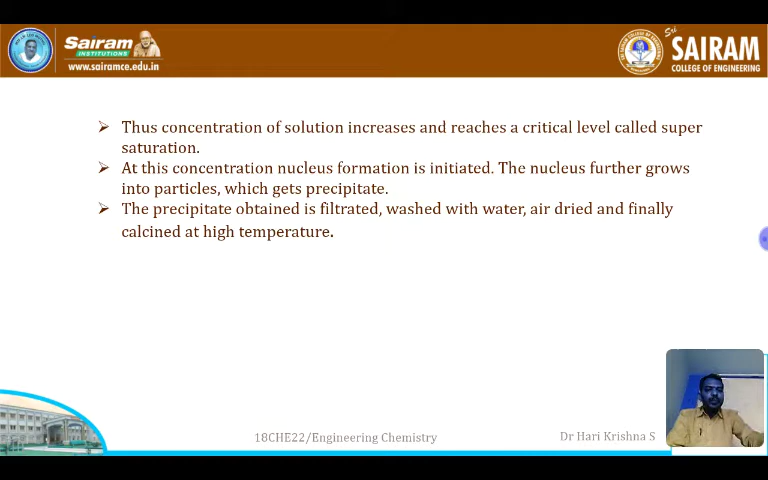 Sairam
INSTITUTIONS
www.sairamce.edu.in
Sri
SAIRAM
COLLEGE OF ENGINEERING
➢ Thus concentration of solution increases and reaches a critical level called super
saturation.
➢ At this concentration nucleus formation is initiated. The nucleus further grows
into particles, which gets precipitate.
➢ The precipitate obtained is filtrated, washed with water, air dried and finally
calcined at high temperature.
18CHE22/Engineering Chemistry
Dr Hari Krishna S